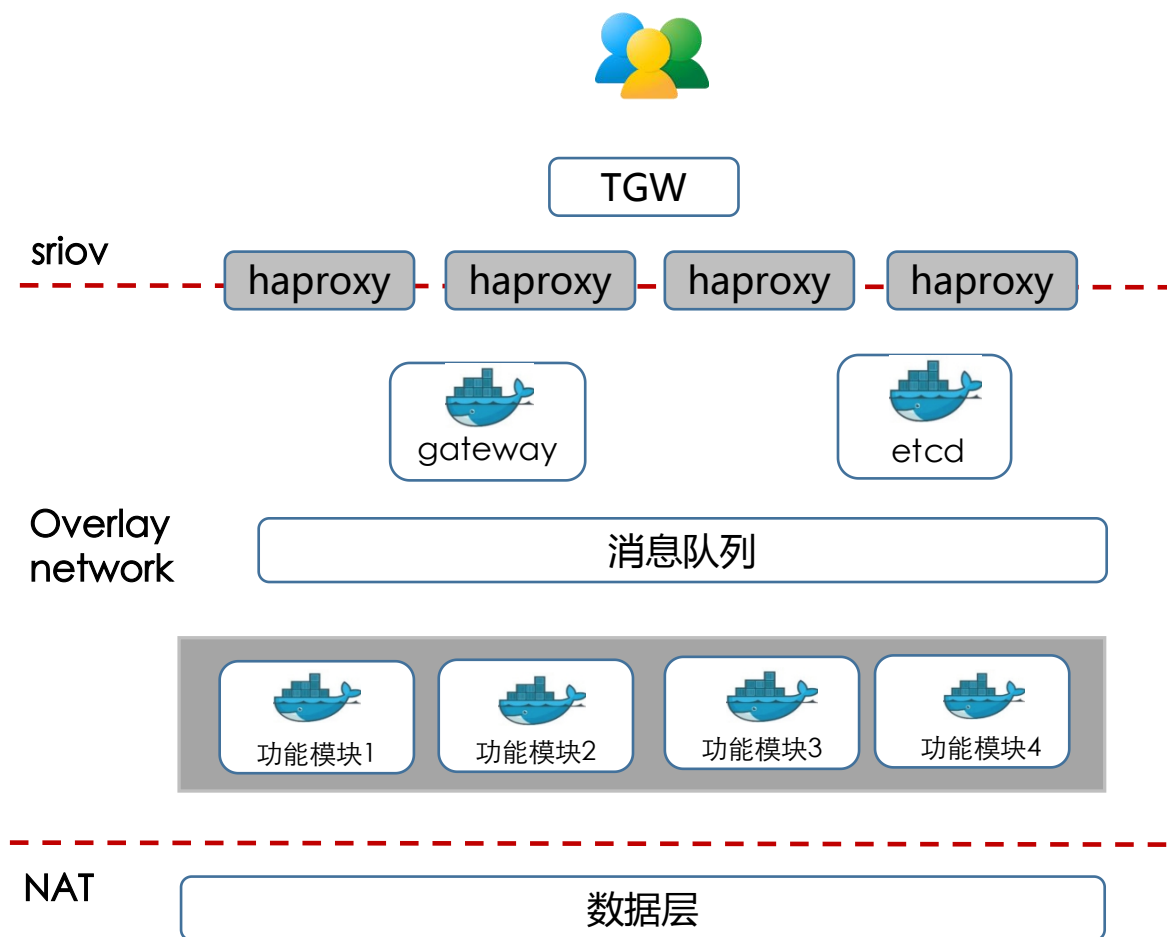 TGW
sriov
haproxy haproxy haproxy haproxy
gateway
etcd
Overlay
network
消息队列
功能模块1 功能模块2 功能模块3 功能模块4
NAT
数据层